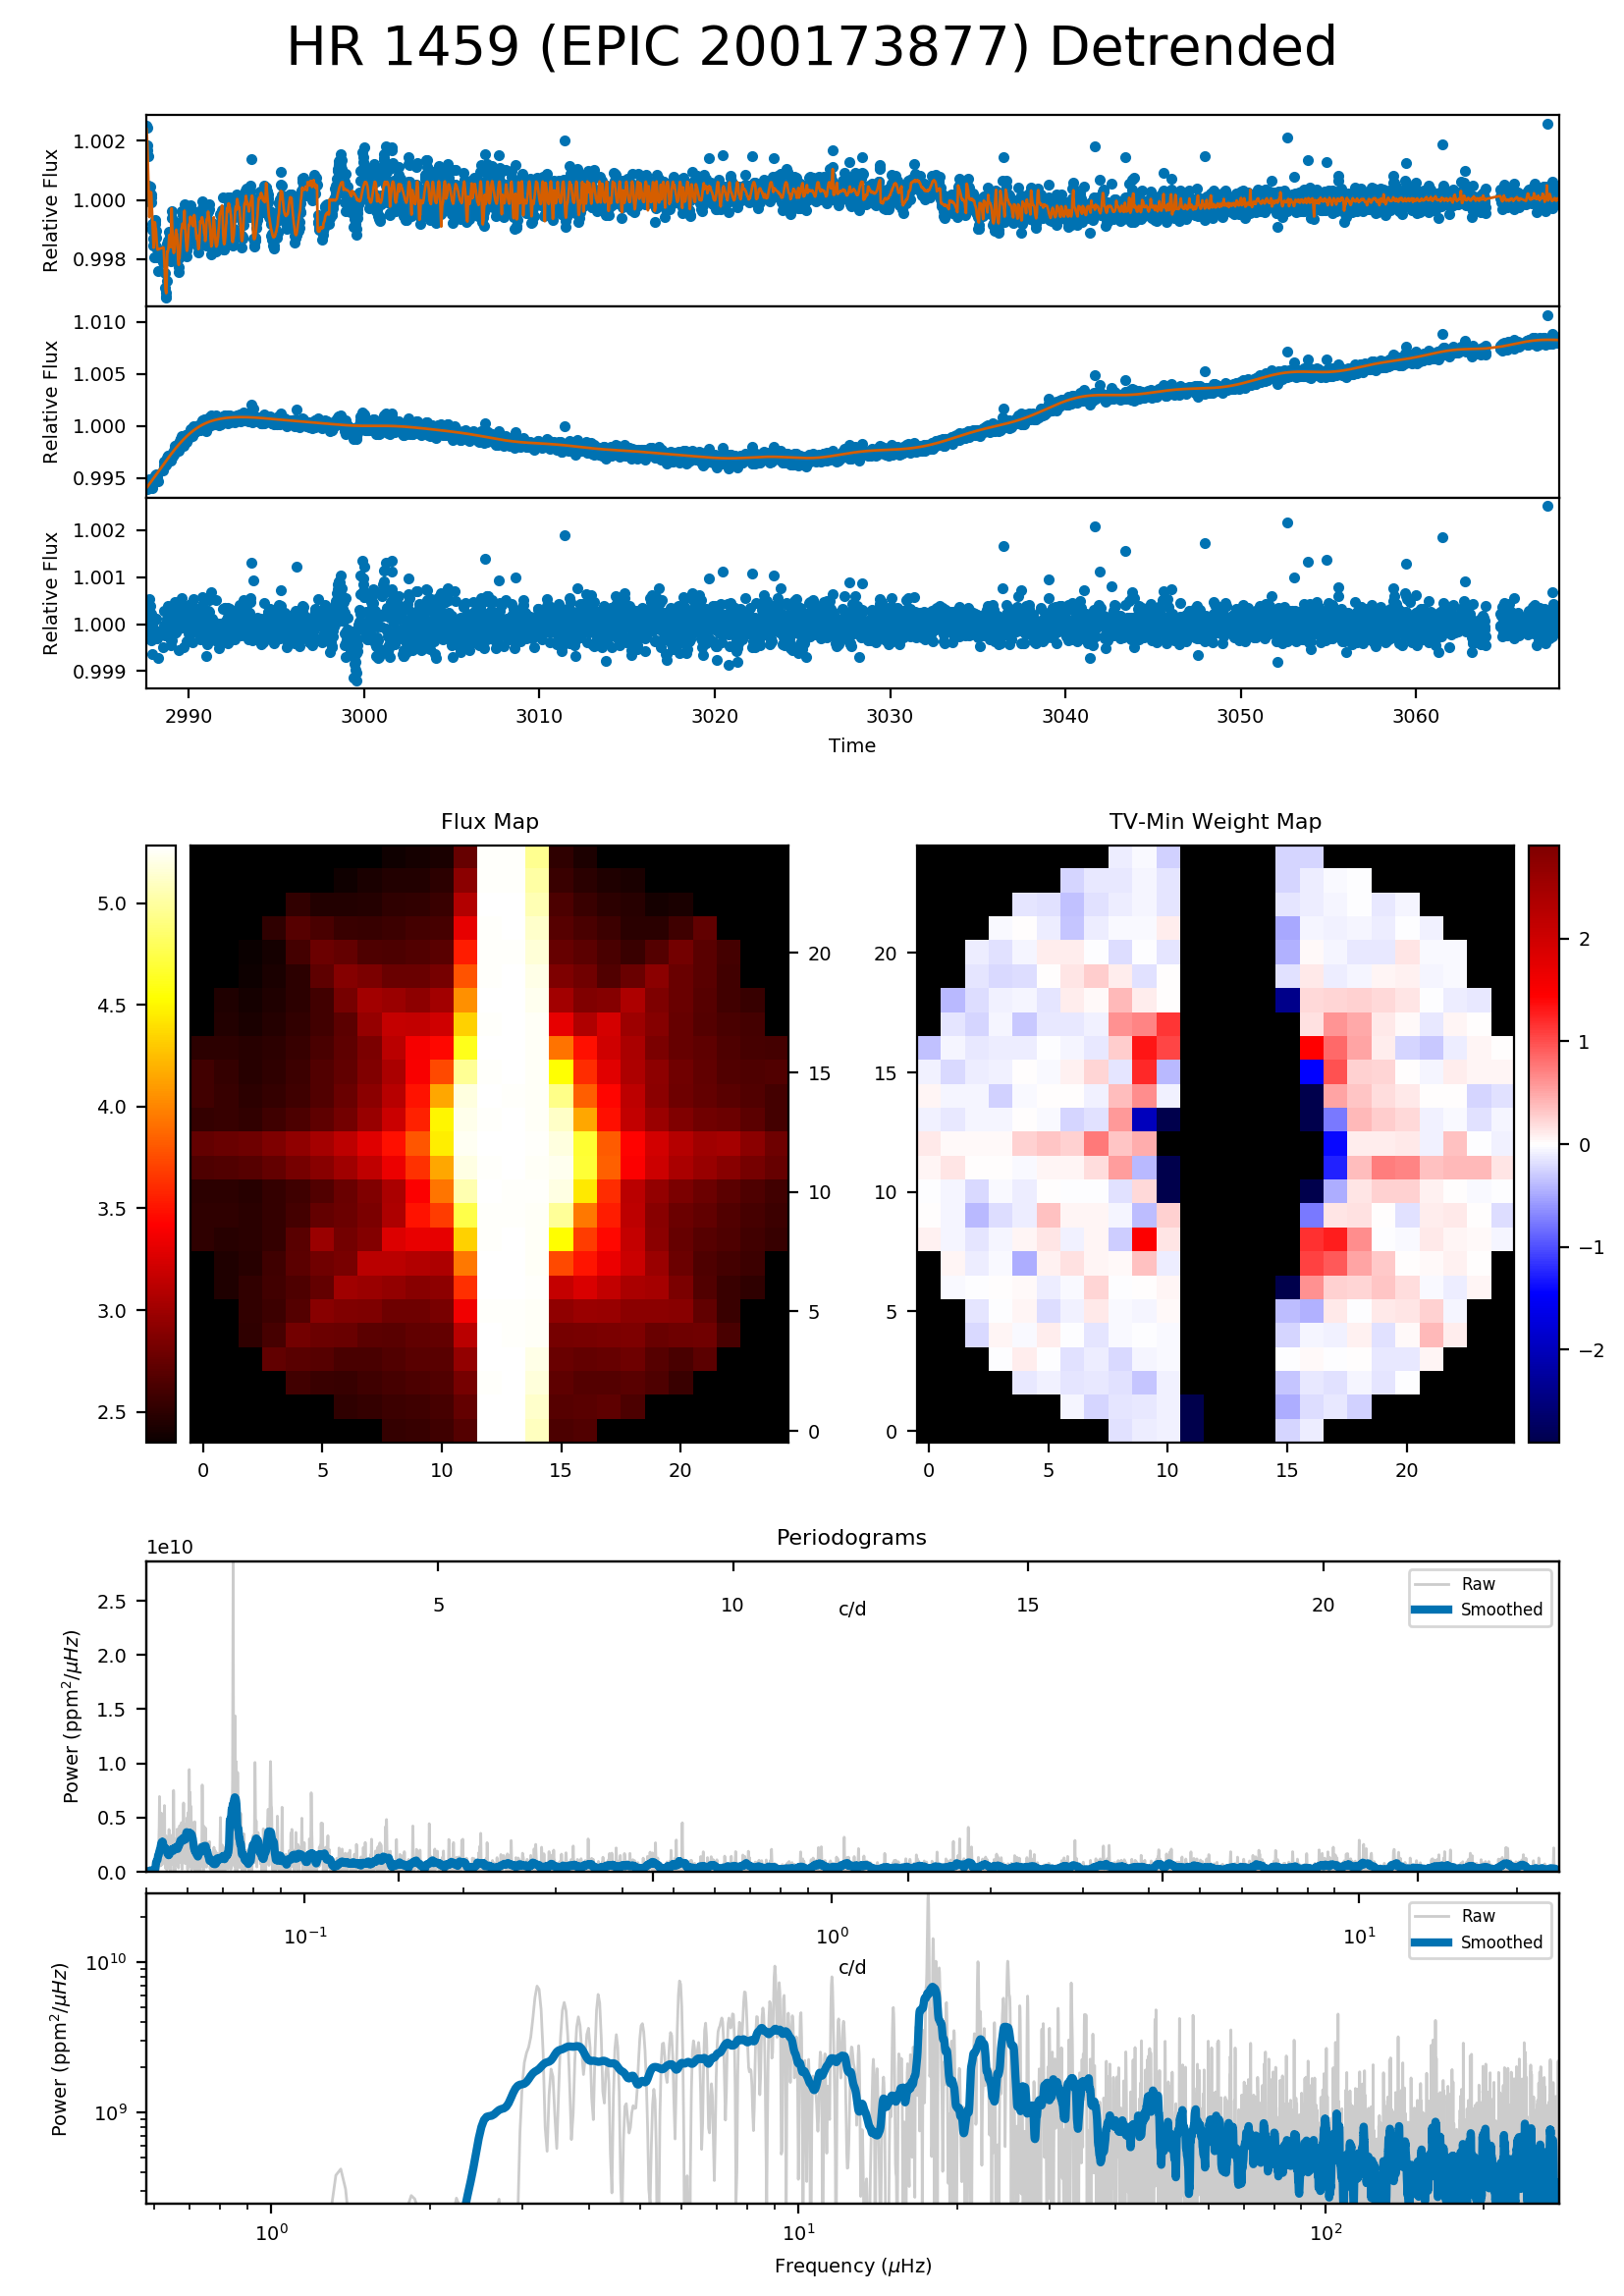 HR 1459 (EPIC 200173877) Detrended
Relative Flux
1.002
1.000
0.998
Relative Flux
1.010
1.005
1.000
0.995
Relative Flux
1.002
1.001
1.000
0.999
2990 3000 3010 3020 3030 3040 3050 3060
Time
Flux Map
5.0
4.5
4.0
3.5
3.0
2.5
20
15
10
5
0
0 5 10 15 20
TV-Min Weight Map
20
15
10
5
0
0 5 10 15 20
2
1
0
−1
−2
Periodograms
1e10
Power (ppm²/μHz)
2.5
2.0
1.5
1.0
0.5
0.0
5 10 15 20
c/d
Raw
Smoothed
Power (ppm²/μHz)
10¹⁰
10⁹
10⁻¹ 10⁰ 10¹
c/d
Raw
Smoothed
10⁰ 10¹ 10²
Frequency (μHz)